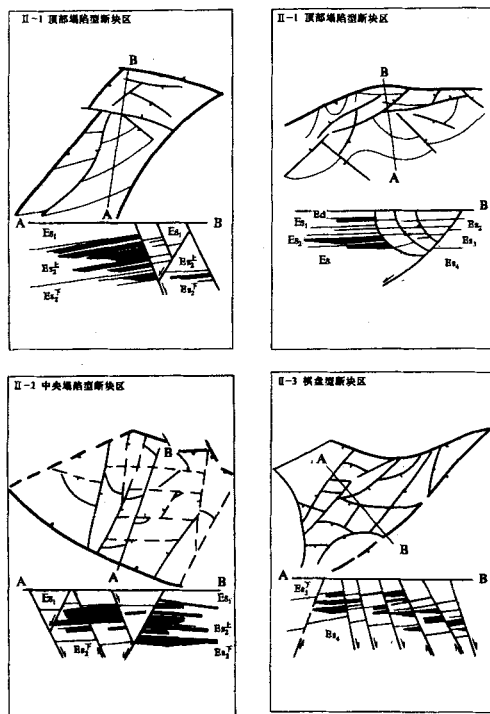 II-1 顶部塌陷型断块区
B
A
A B
Es₁ Es₁
Es₂上 Es₂上
Es₂下 Es₂下
II-1 顶部塌陷型断块区
B
A
Ed
Es₁ Es₂
Es₂ Es₃
Es Es₄
II-2 中央塌陷型断块区
B
A
A B
Es₁ Es₁
Es₂上
Es₂下 Es₂下
II-3 棋盘型断块区
A
B
A B
Es₂下
Es₄